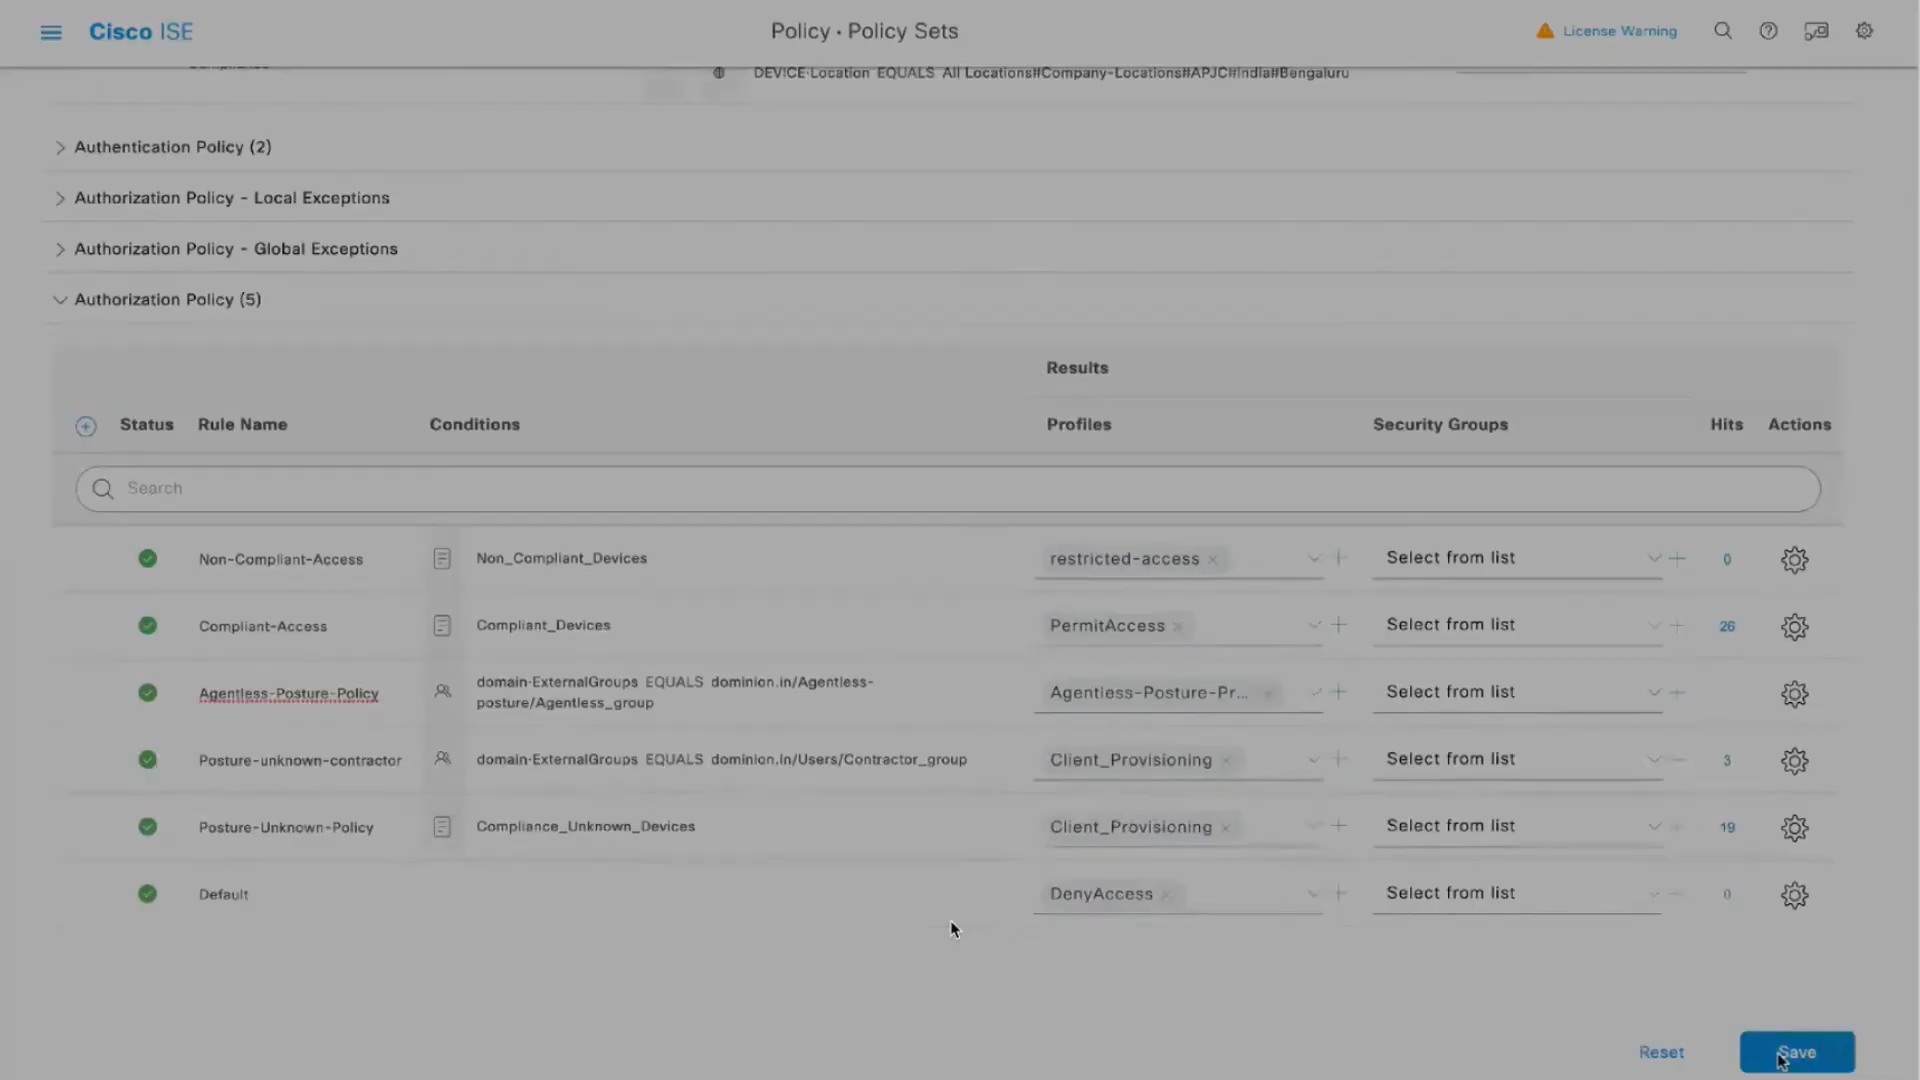 Cisco ISE
Policy · Policy Sets
License Warning
DEVICE·Location EQUALS All Locations#Company-Locations#APJC#India#Bengaluru
Authentication Policy (2)
Authorization Policy - Local Exceptions
Authorization Policy - Global Exceptions
Authorization Policy (5)
Results
Status Rule Name Conditions Profiles Security Groups Hits Actions
Search
Non-Compliant-Access Non_Compliant_Devices restricted-access Select from list 0
Compliant-Access Compliant_Devices PermitAccess Select from list 26
Agentless-Posture-Policy domain·ExternalGroups EQUALS dominion.in/Agentless-
posture/Agentless_group Agentless-Posture-Pr... Select from list
Posture-unknown-contractor domain·ExternalGroups EQUALS dominion.in/Users/Contractor_group Client_Provisioning Select from list 3
Posture-Unknown-Policy Compliance_Unknown_Devices Client_Provisioning Select from list 19
Default DenyAccess Select from list 0
Reset Save